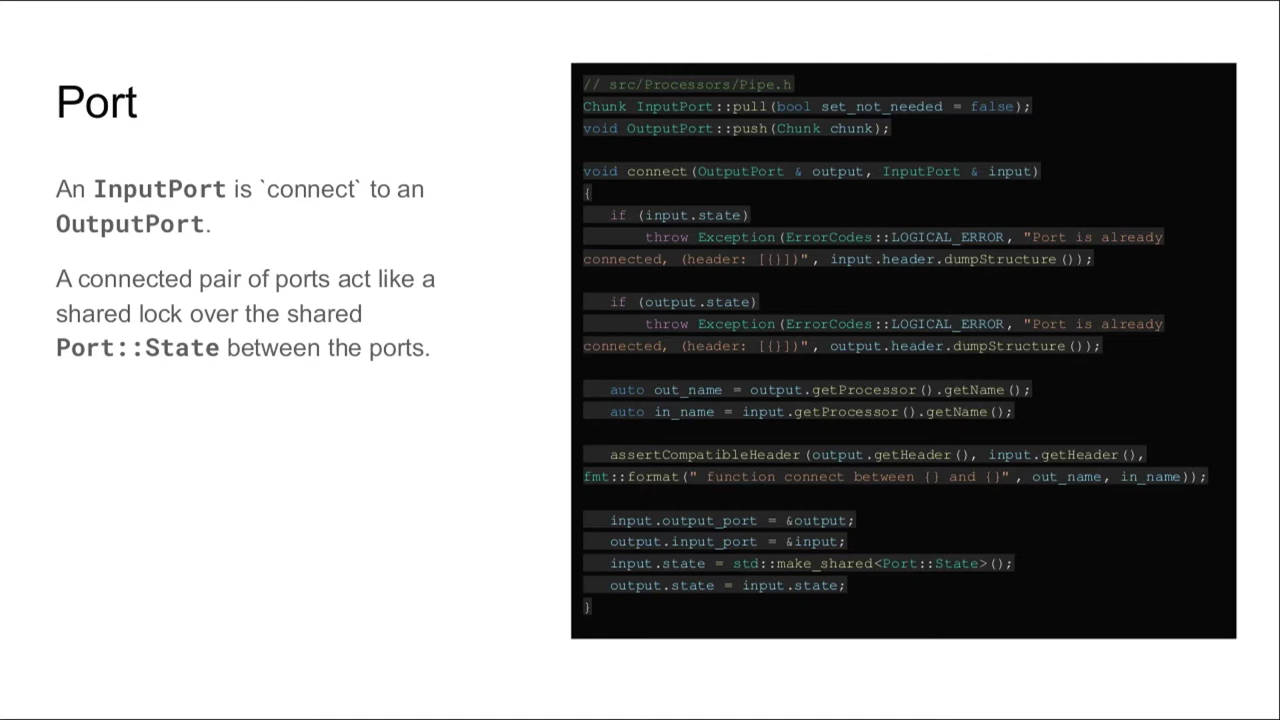 Port
An InputPort is `connect` to an
OutputPort.
A connected pair of ports act like a
shared lock over the shared
Port::State between the ports.
// src/Processors/Pipe.h
Chunk InputPort::pull(bool set_not_needed = false);
void OutputPort::push(Chunk chunk);
void connect(OutputPort & output, InputPort & input)
{
if (input.state)
throw Exception(ErrorCodes::LOGICAL_ERROR, "Port is already
connected, (header: [{}])", input.header.dumpStructure());
if (output.state)
throw Exception(ErrorCodes::LOGICAL_ERROR, "Port is already
connected, (header: [{}])", output.header.dumpStructure());
auto out_name = output.getProcessor().getName();
auto in_name = input.getProcessor().getName();
assertCompatibleHeader(output.getHeader(), input.getHeader(),
fmt::format(" function connect between {} and {}", out_name, in_name));
input.output_port = &output;
output.input_port = &input;
input.state = std::make_shared<Port::State>();
output.state = input.state;
}